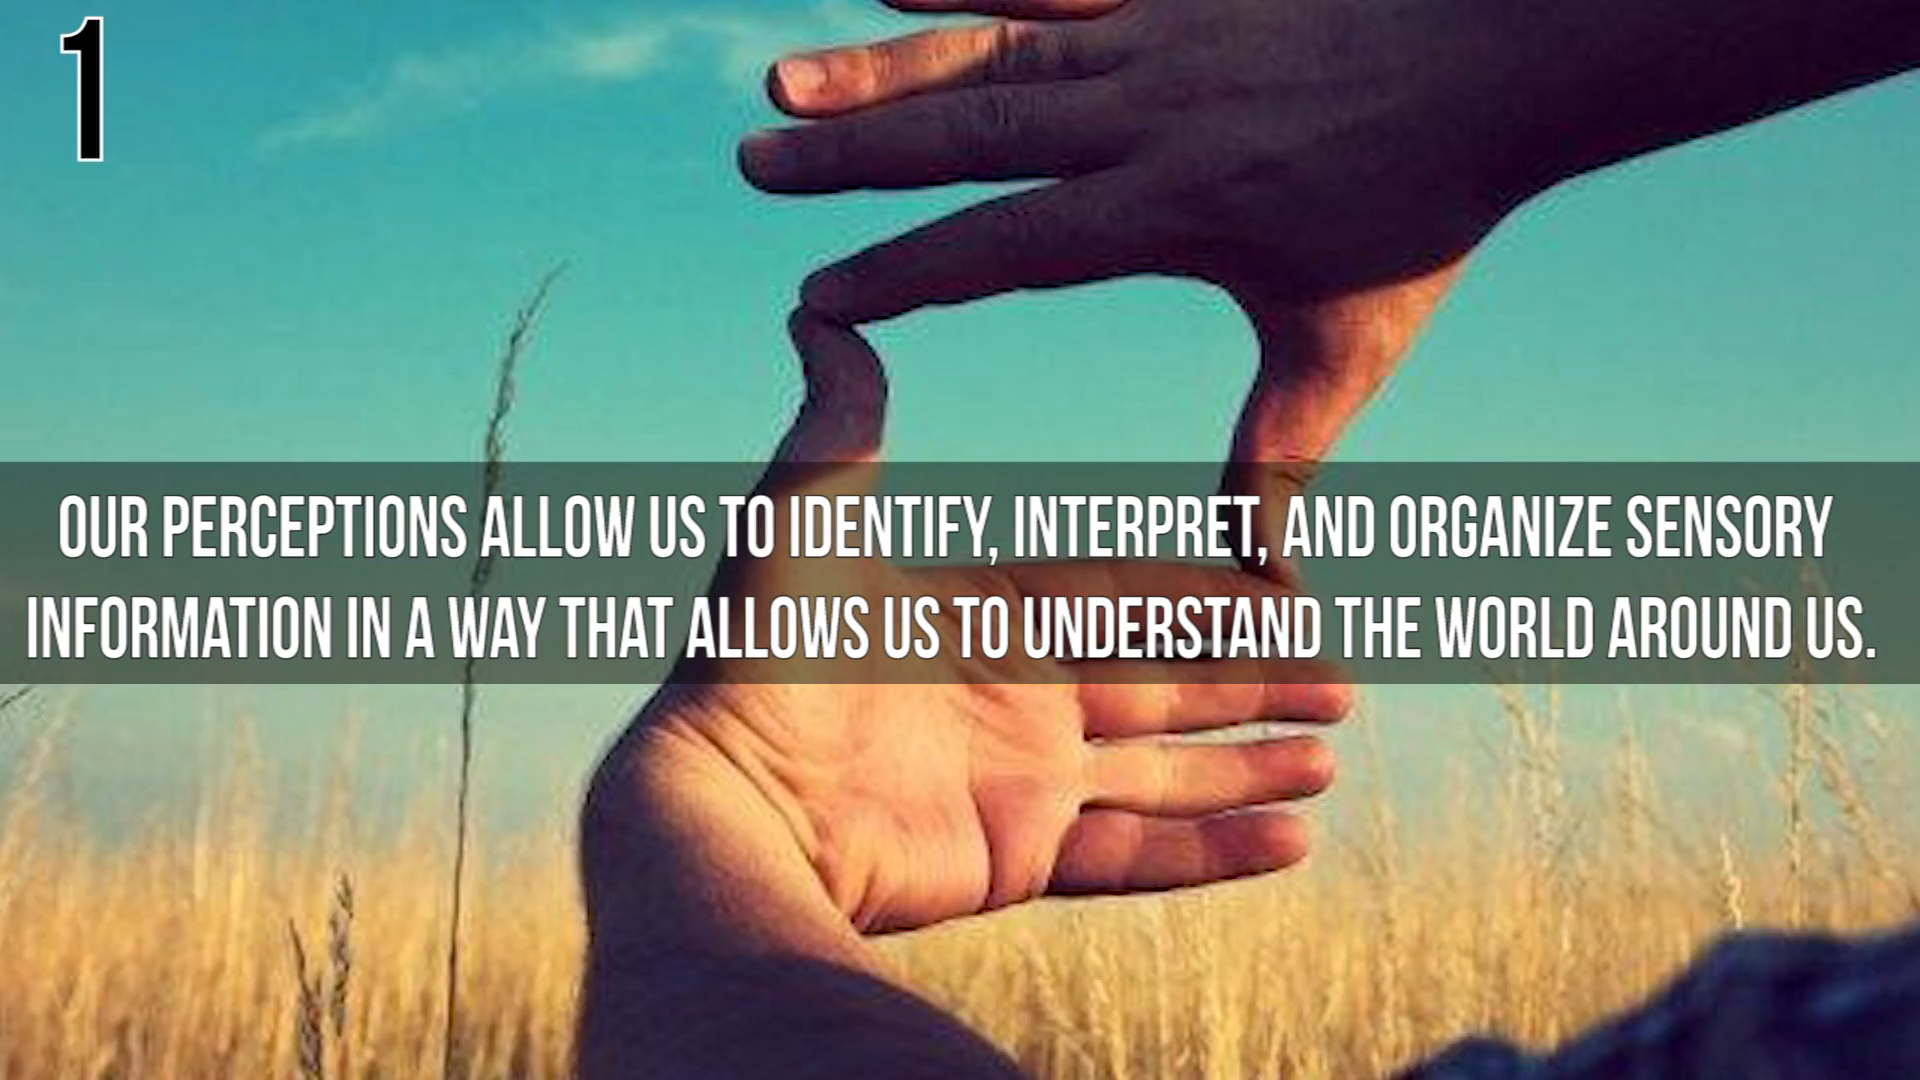 1
OUR PERCEPTIONS ALLOW US TO IDENTIFY, INTERPRET, AND ORGANIZE SENSORY
INFORMATION IN A WAY THAT ALLOWS US TO UNDERSTAND THE WORLD AROUND US.